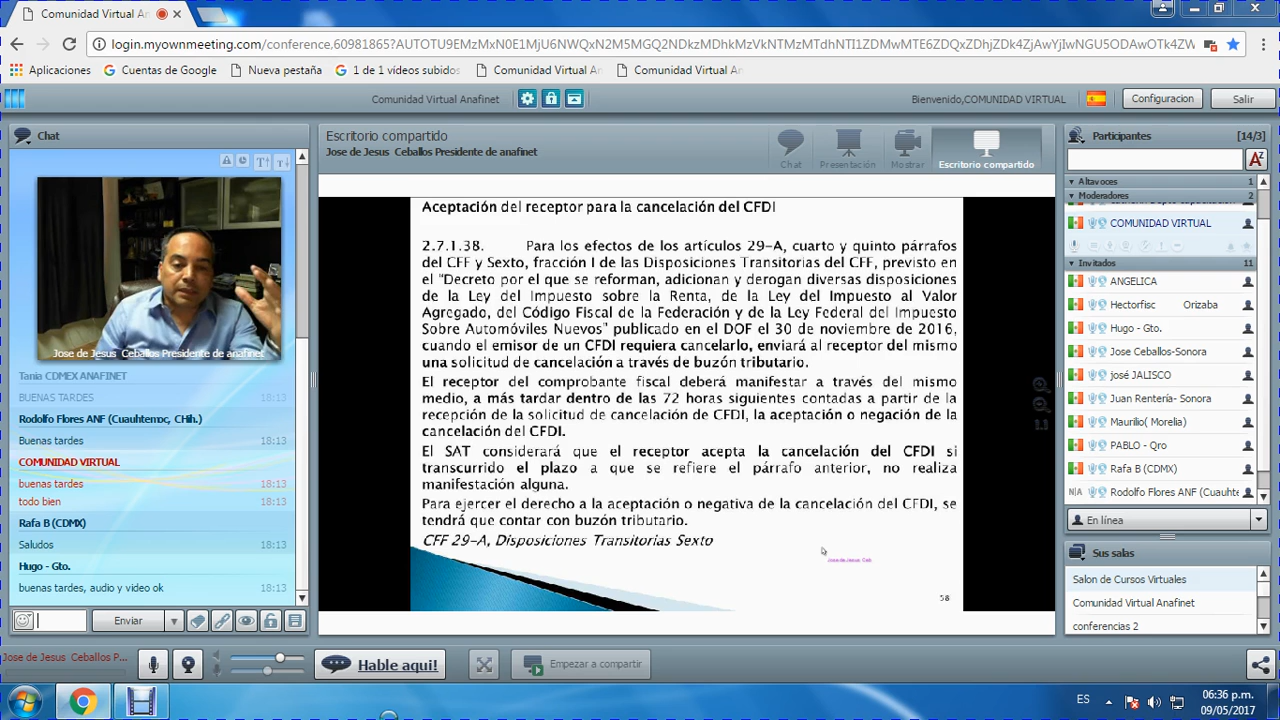 Comunidad Virtual Anafinet
login.myownmeeting.com/conference,60981865?AUTOTU9EMzMxN0E1MjU6NWQxN2M5MGQ2NDkzMDhkMzVkNTMzMTdhNTI1ZDMwMTE6ZDQxZDhjZDk4ZjAwYjIwNGU5ODAwOTk4ZWN
Aplicaciones
Cuentas de Google
Nueva pestaña
1 de 1 vídeos subidos
Comunidad Virtual An
Comunidad Virtual An
Comunidad Virtual Anafinet
Bienvenido,COMUNIDAD VIRTUAL
Configuracion
Salir
Chat
Jose de Jesus Ceballos Presidente de anafinet
Tania CDMEX ANAFINET
BUENAS TARDES 18:13
Rodolfo Flores ANF (Cuauhtemoc, CHih.)
Buenas tardes 18:13
COMUNIDAD VIRTUAL
buenas tardes 18:13
todo bien 18:13
Rafa B (CDMX)
Saludos 18:13
Hugo - Gto.
buenas tardes, audio y video ok 18:13
Enviar
Escritorio compartido
Jose de Jesus Ceballos Presidente de anafinet
Chat
Presentación
Mostrar
Escritorio compartido
Aceptación del receptor para la cancelación del CFDI
2.7.1.38. Para los efectos de los artículos 29-A, cuarto y quinto párrafos
del CFF y Sexto, fracción I de las Disposiciones Transitorias del CFF, previsto en
el "Decreto por el que se reforman, adicionan y derogan diversas disposiciones
de la Ley del Impuesto sobre la Renta, de la Ley del Impuesto al Valor
Agregado, del Código Fiscal de la Federación y de la Ley Federal del Impuesto
Sobre Automóviles Nuevos" publicado en el DOF el 30 de noviembre de 2016,
cuando el emisor de un CFDI requiera cancelarlo, enviará al receptor del mismo
una solicitud de cancelación a través de buzón tributario.
El receptor del comprobante fiscal deberá manifestar a través del mismo
medio, a más tardar dentro de las 72 horas siguientes contadas a partir de la
recepción de la solicitud de cancelación de CFDI, la aceptación o negación de la
cancelación del CFDI.
El SAT considerará que el receptor acepta la cancelación del CFDI si
transcurrido el plazo a que se refiere el párrafo anterior, no realiza
manifestación alguna.
Para ejercer el derecho a la aceptación o negativa de la cancelación del CFDI, se
tendrá que contar con buzón tributario.
CFF 29-A, Disposiciones Transitorias Sexto
58
Participantes [14/3]
Altavoces 1
Moderadores 2
COMUNIDAD VIRTUAL
Invitados 11
ANGELICA
Hectorfisc Orizaba
Hugo - Gto.
Jose Ceballos-Sonora
josé JALISCO
Juan Rentería- Sonora
Maurilio( Morelia)
PABLO - Qro
Rafa B (CDMX)
N/A Rodolfo Flores ANF (Cuauhte
En línea
Sus salas
Salon de Cursos Virtuales
Comunidad Virtual Anafinet
conferencias 2
Jose de Jesus Ceballos P...
Hable aqui!
Empezar a compartir
ES
06:36 p.m.
09/05/2017